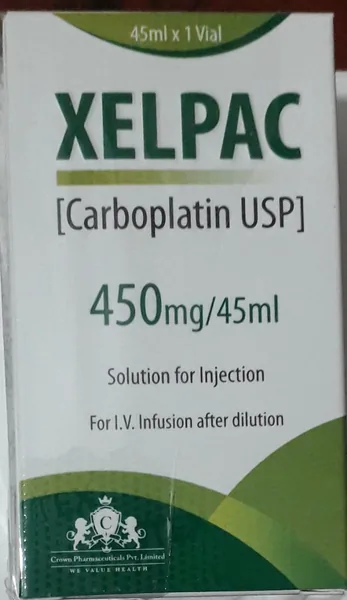 45ml x 1 Vial
XELPAC
[Carboplatin USP]
450mg/45ml
Solution for Injection
For I.V. Infusion after dilution
C
Crown Pharmaceuticals Pvt. Limited
WE VALUE HEALTH